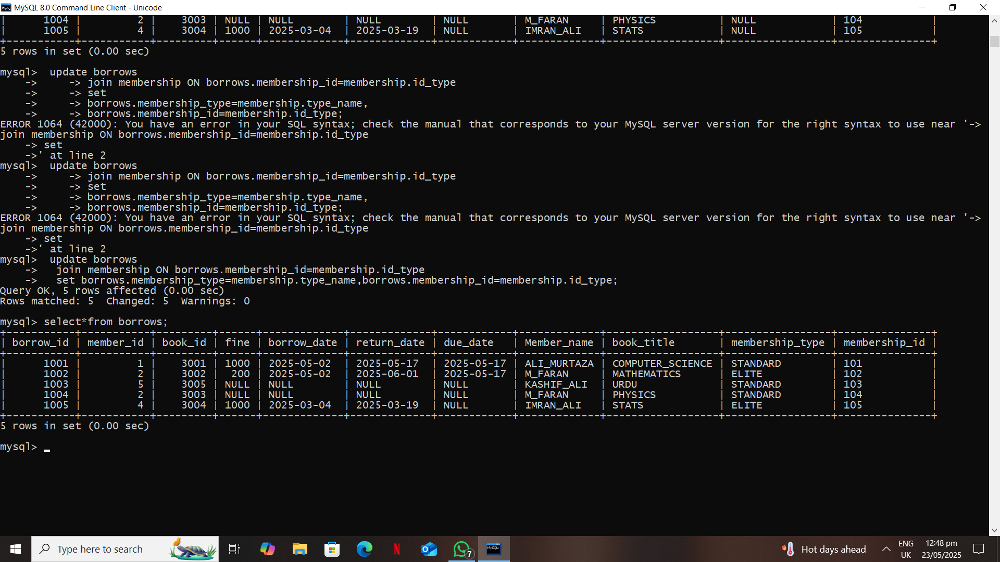 MySQL 8.0 Command Line Client - Unicode
|      1004 |         2 |    3003 | NULL | NULL        | NULL        | NULL       | M_FARAN     | PHYSICS          | NULL            | 104           |
|      1005 |         4 |    3004 | 1000 | 2025-03-04  | 2025-03-19  | NULL       | IMRAN_ALI   | STATS            | NULL            | 105           |
+-----------+-----------+---------+------+-------------+-------------+------------+-------------+------------------+-----------------+---------------+
5 rows in set (0.00 sec)
mysql>  update borrows
    ->     -> join membership ON borrows.membership_id=membership.id_type
    ->     -> set
    ->     -> borrows.membership_type=membership.type_name,
    ->     -> borrows.membership_id=membership.id_type;
ERROR 1064 (42000): You have an error in your SQL syntax; check the manual that corresponds to your MySQL server version for the right syntax to use near '->
join membership ON borrows.membership_id=membership.id_type
    -> set
    ->' at line 2
mysql>  update borrows
    ->     -> join membership ON borrows.membership_id=membership.id_type
    ->     -> set
    ->     -> borrows.membership_type=membership.type_name,
    ->     -> borrows.membership_id=membership.id_type;
ERROR 1064 (42000): You have an error in your SQL syntax; check the manual that corresponds to your MySQL server version for the right syntax to use near '->
join membership ON borrows.membership_id=membership.id_type
    -> set
    ->' at line 2
mysql>  update borrows
    ->   join membership ON borrows.membership_id=membership.id_type
    ->   set borrows.membership_type=membership.type_name,borrows.membership_id=membership.id_type;
Query OK, 5 rows affected (0.00 sec)
Rows matched: 5  Changed: 5  Warnings: 0
mysql> select*from borrows;
+-----------+-----------+---------+------+-------------+-------------+------------+-------------+------------------+-----------------+---------------+
| borrow_id | member_id | book_id | fine | borrow_date | return_date | due_date   | Member_name | book_title       | membership_type | membership_id |
+-----------+-----------+---------+------+-------------+-------------+------------+-------------+------------------+-----------------+---------------+
|      1001 |         1 |    3001 | 1000 | 2025-05-02  | 2025-05-17  | 2025-05-17 | ALI_MURTAZA | COMPUTER_SCIENCE | STANDARD        | 101           |
|      1002 |         2 |    3002 |  200 | 2025-05-02  | 2025-06-01  | 2025-05-17 | M_FARAN     | MATHEMATICS      | ELITE           | 102           |
|      1003 |         5 |    3005 | NULL | NULL        | NULL        | NULL       | KASHIF_ALI  | URDU             | STANDARD        | 103           |
|      1004 |         2 |    3003 | NULL | NULL        | NULL        | NULL       | M_FARAN     | PHYSICS          | STANDARD        | 104           |
|      1005 |         4 |    3004 | 1000 | 2025-03-04  | 2025-03-19  | NULL       | IMRAN_ALI   | STATS            | ELITE           | 105           |
+-----------+-----------+---------+------+-------------+-------------+------------+-------------+------------------+-----------------+---------------+
5 rows in set (0.00 sec)
mysql> _
Type here to search
7
Hot days ahead
ENG
UK
12:48 pm
23/05/2025